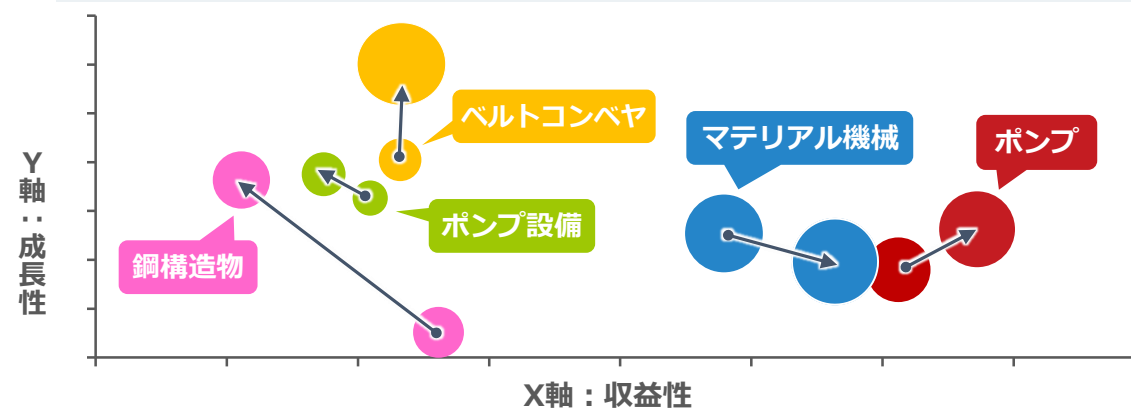 ベルトコンベヤ
マテリアル機械
ポンプ
ポンプ設備
鋼構造物
Y軸：成長性
X軸：収益性